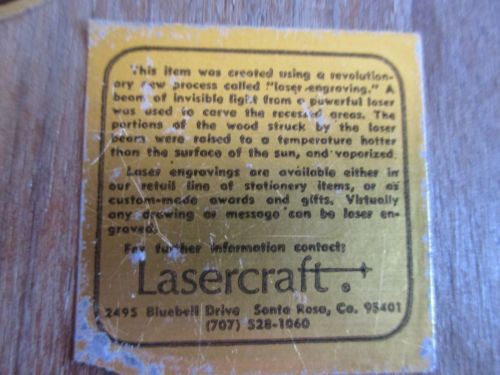 This item was created using a revolution-
ary new process called "laser engraving." A
beam of invisible light from a powerful laser
was used to carve the recessed areas. The
portions of the wood struck by the laser
beam were raised to a temperature hotter
than the surface of the sun, and vaporized.
Laser engravings are available either in
our retail line of stationery items, or as
custom-made awards and gifts. Virtually
any drawing or message can be laser en-
graved.
For further information contact:
Lasercraft®
2495 Bluebell Drive Santa Rosa, Ca. 95401
(707) 528-1060